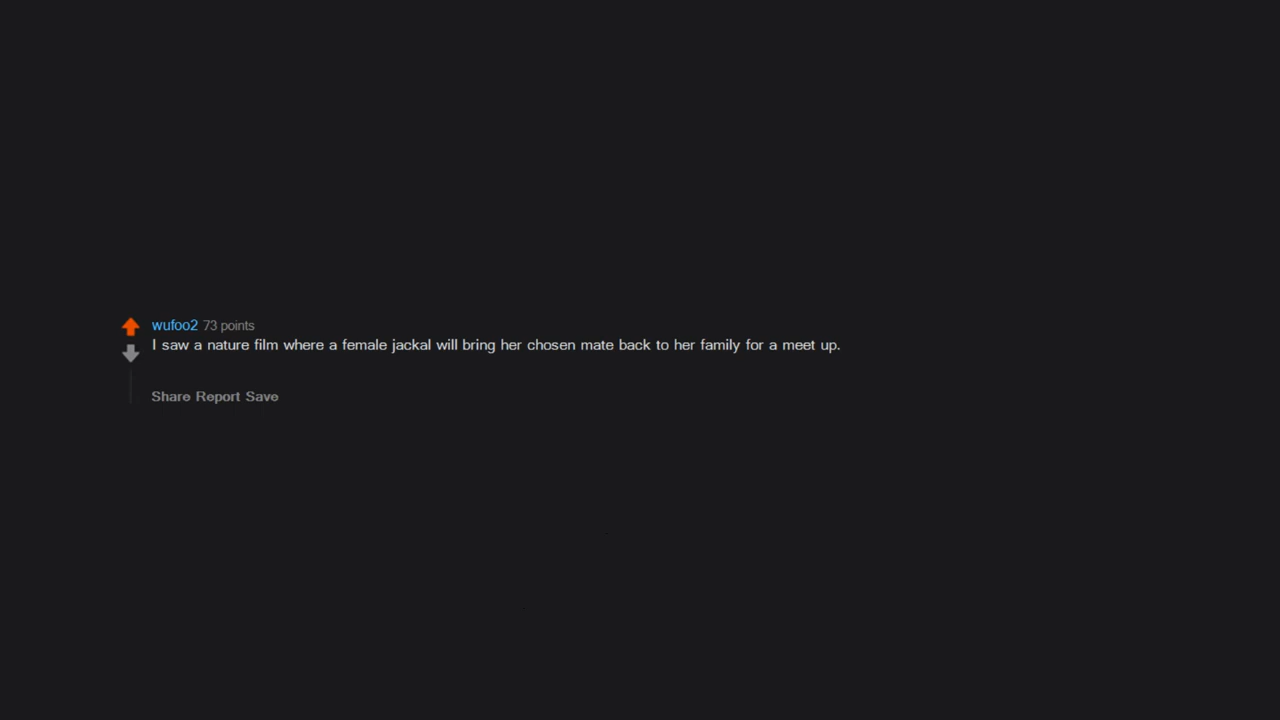 wufoo2 73 points
I saw a nature film where a female jackal will bring her chosen mate back to her family for a meet up.
Share Report Save